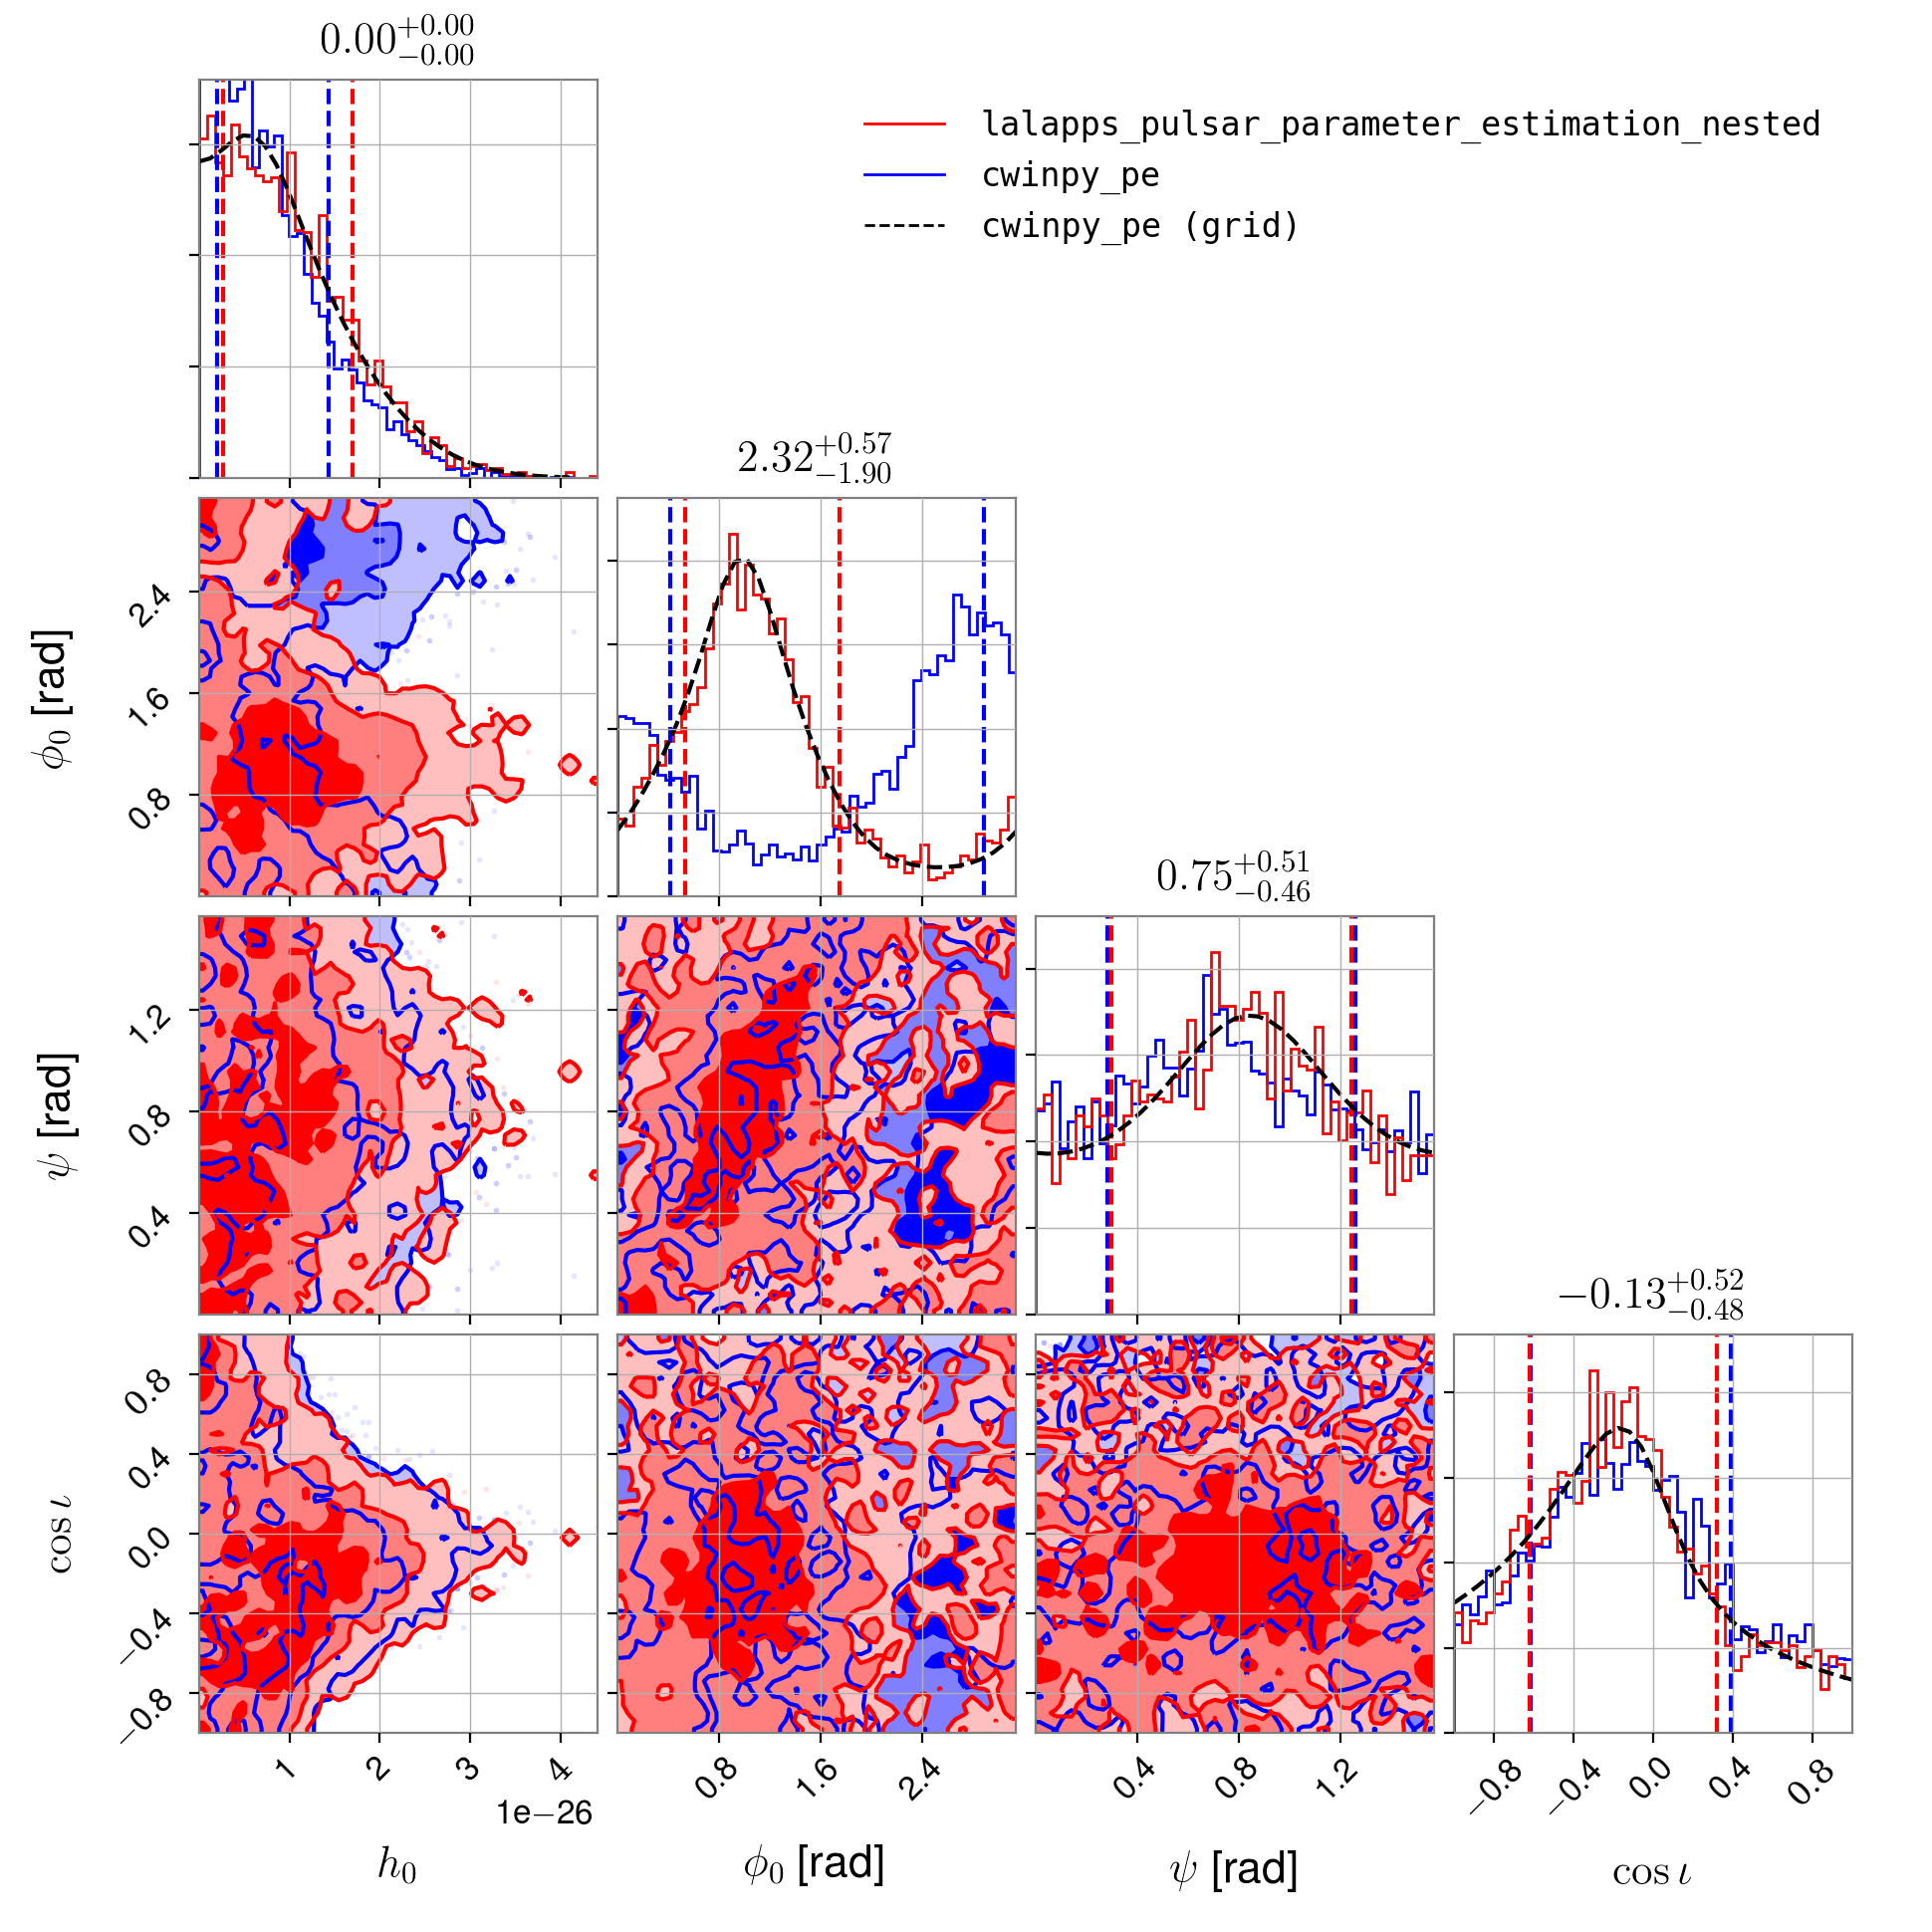 0.00+0.00−0.00
lalapps_pulsar_parameter_estimation_nested
cwinpy_pe
cwinpy_pe (grid)
2.32+0.57−1.90
ϕ0 [rad]
2.4
1.6
0.8
0.75+0.51−0.46
ψ [rad]
1.2
0.8
0.4
−0.13+0.52−0.48
cos ι
0.8
0.4
0.0
−0.4
−0.8
1 2 3 4
1e−26
h0
0.8 1.6 2.4
ϕ0 [rad]
0.4 0.8 1.2
ψ [rad]
−0.8 −0.4 0.0 0.4 0.8
cos ι